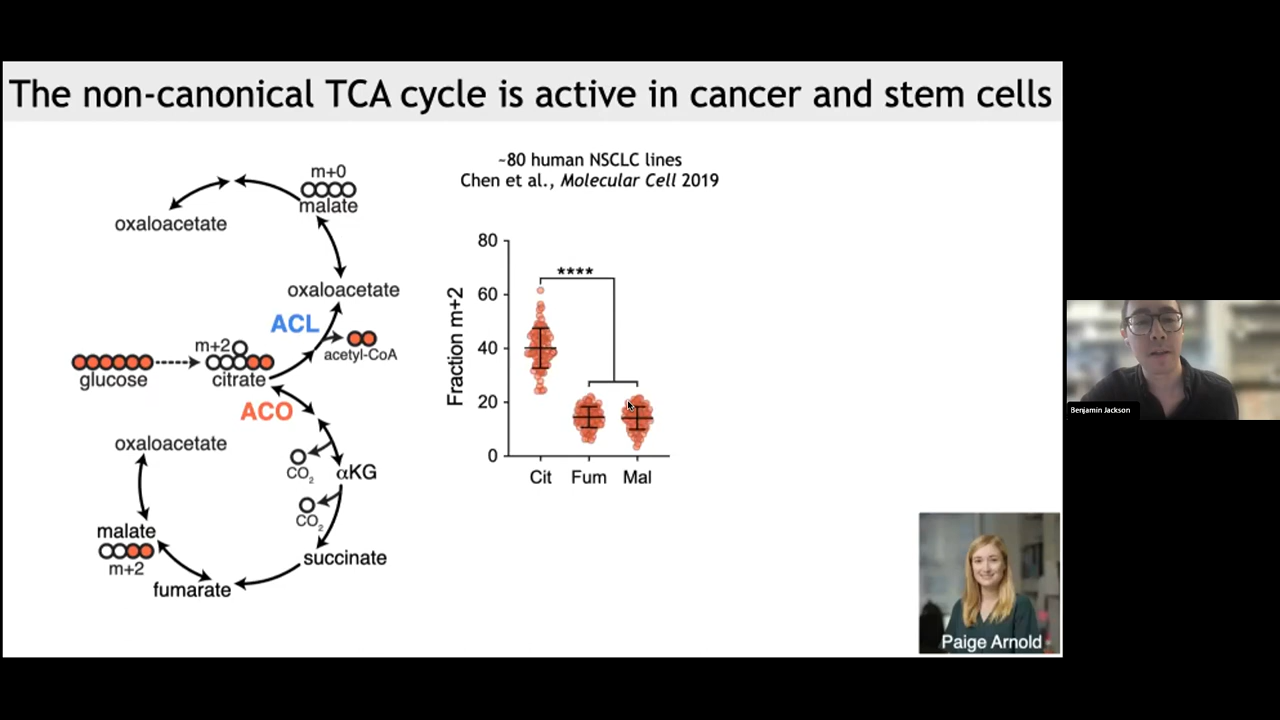 The non-canonical TCA cycle is active in cancer and stem cells
~80 human NSCLC lines
Chen et al., Molecular Cell 2019
m+0
malate
oxaloacetate
oxaloacetate
ACL
acetyl-CoA
m+2
glucose
citrate
ACO
oxaloacetate
CO2
αKG
CO2
malate
m+2
succinate
fumarate
80
60
40
20
0
Fraction m+2
****
Cit Fum Mal
Paige Arnold
Benjamin Jackson